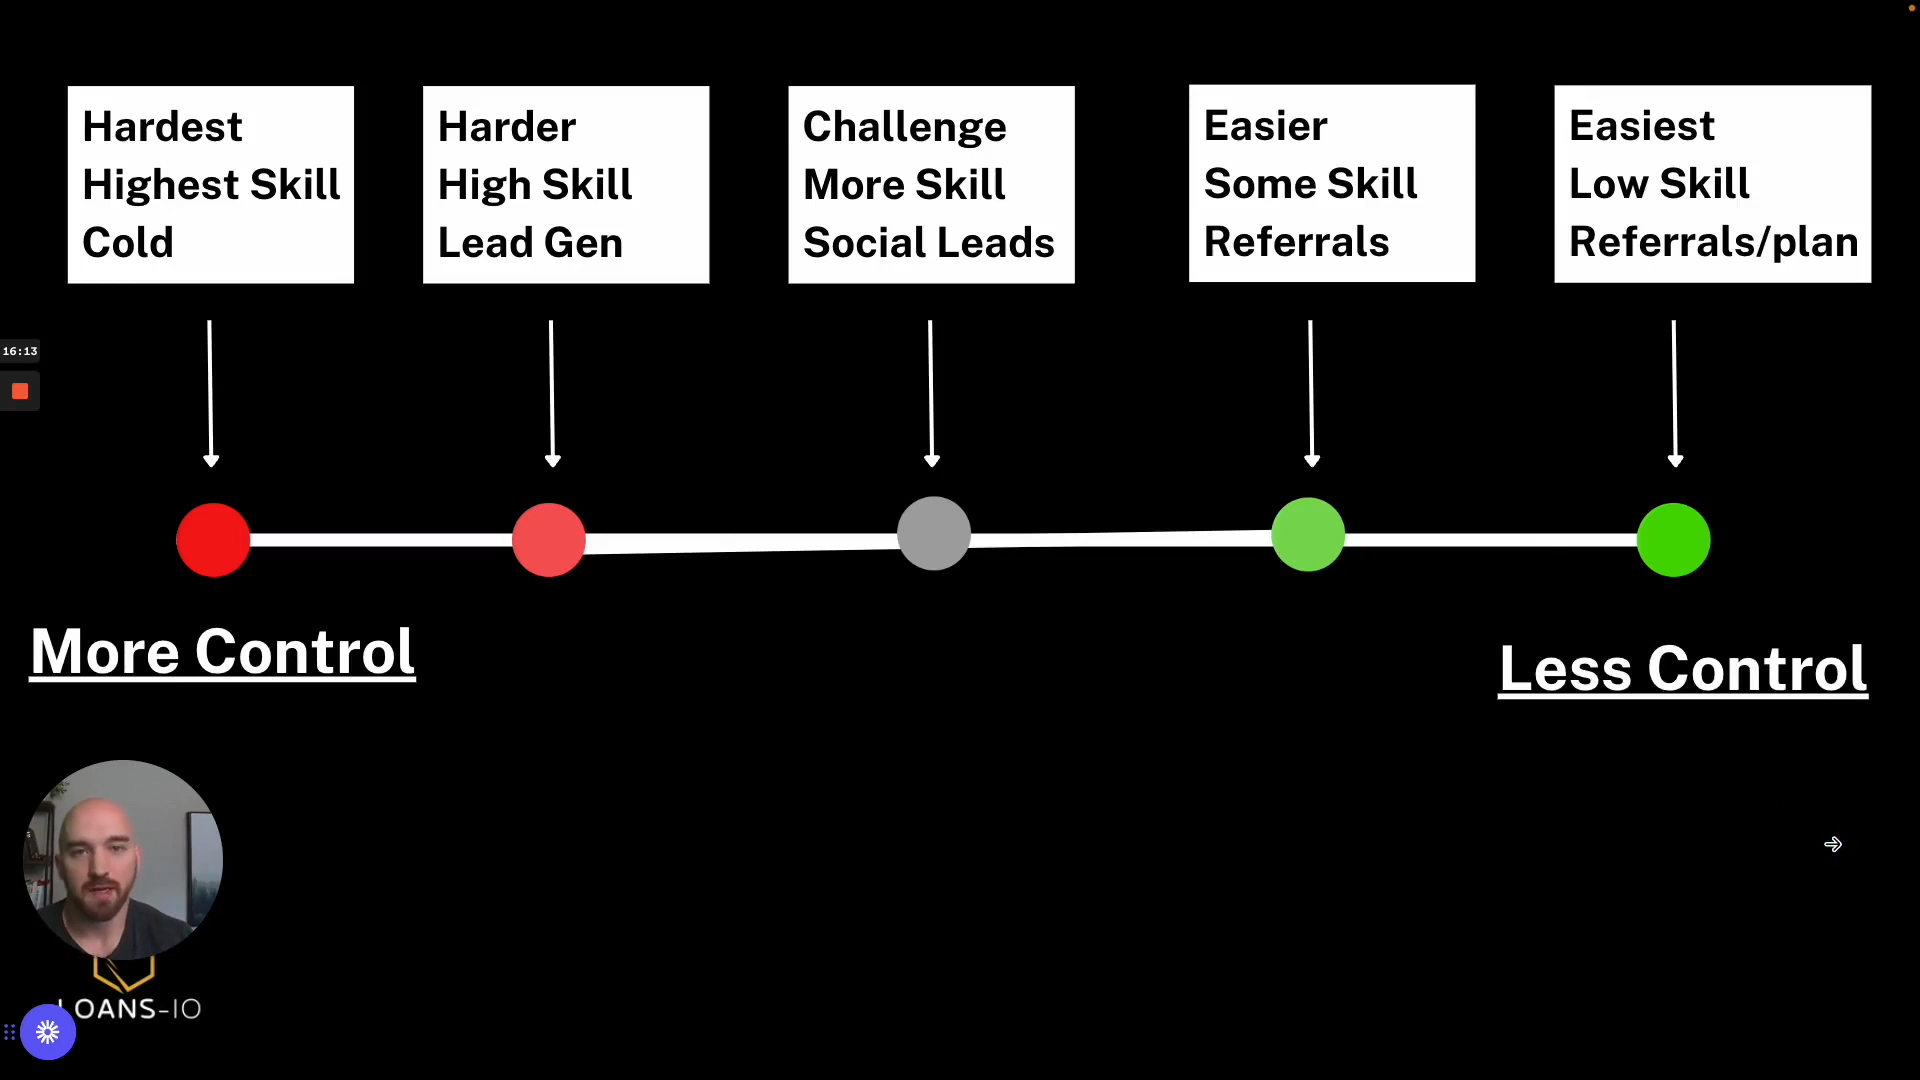 Hardest
Highest Skill
Cold
Harder
High Skill
Lead Gen
Challenge
More Skill
Social Leads
Easier
Some Skill
Referrals
Easiest
Low Skill
Referrals/plan
16:13
More Control
Less Control
LOANS-IO